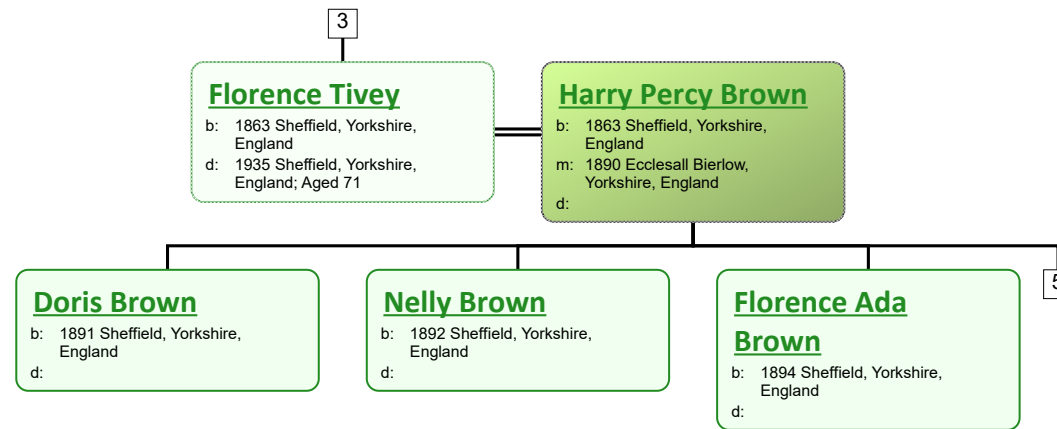 3
Florence Tivey
b: 1863 Sheffield, Yorkshire,
England
d: 1935 Sheffield, Yorkshire,
England; Aged 71
Harry Percy Brown
b: 1863 Sheffield, Yorkshire,
England
m: 1890 Ecclesall Bierlow,
Yorkshire, England
d:
Doris Brown
b: 1891 Sheffield, Yorkshire,
England
d:
Nelly Brown
b: 1892 Sheffield, Yorkshire,
England
d:
Florence Ada
Brown
b: 1894 Sheffield, Yorkshire,
England
d:
5